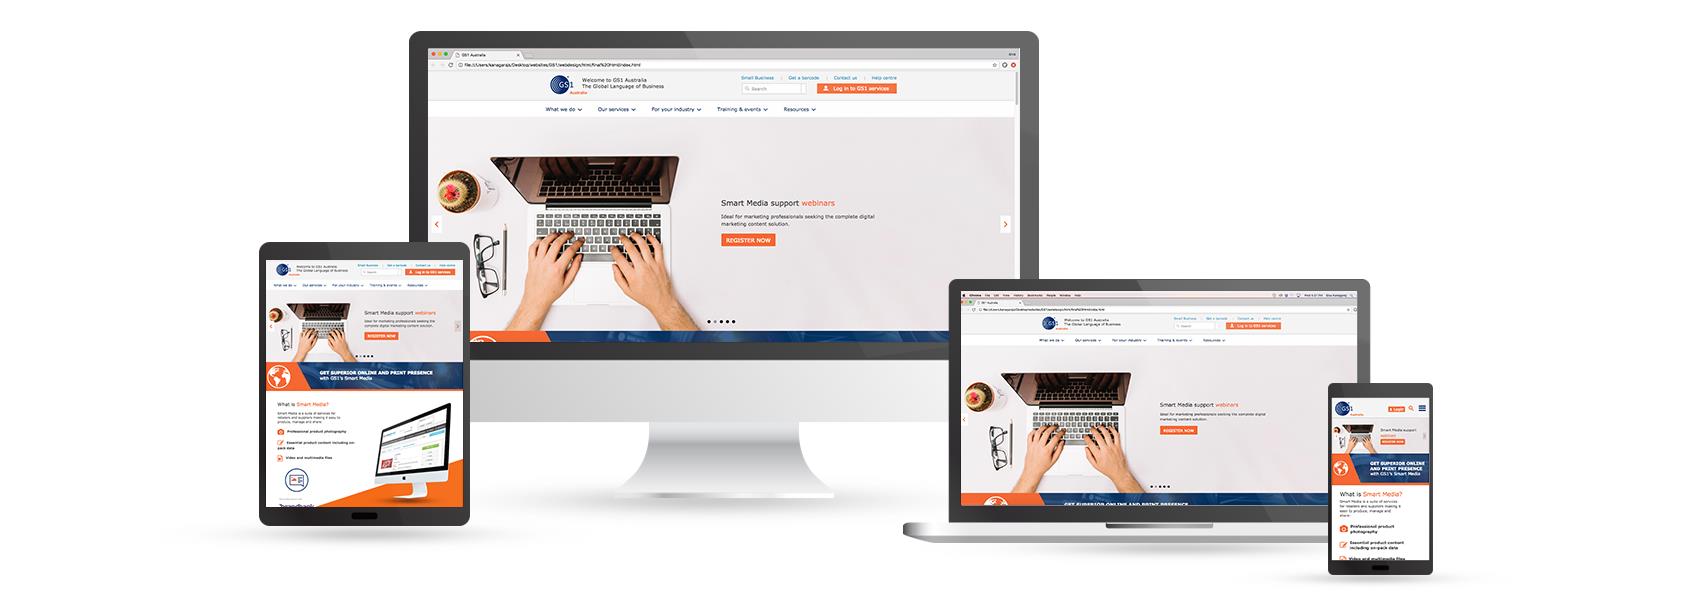 GS1 Australia
Welcome to GS1 Australia
The Global Language of Business
Small Business | Get a barcode | Contact us | Help centre
GS1
Australia
Search
Log in to GS1 services
What we do
Our services
For your industry
Training & events
Resources
Smart Media support webinars
Ideal for marketing professionals seeking the complete digital
marketing content solution.
REGISTER NOW
Welcome to GS1 Australia
The Global Language of Business
Small Business | Get a barcode | Contact us | Help centre
GS1
Australia
Search
Log in to GS1 services
What we do
Our services
For your industry
Training & events
Resources
Smart Media support webinars
Ideal for marketing professionals seeking the
complete digital marketing content solution.
REGISTER NOW
GET SUPERIOR ONLINE AND PRINT PRESENCE
with GS1's Smart Media
What is Smart Media?
Smart Media is a suite of services for
retailers and suppliers making it easy to
produce, manage and share:
Professional product photography
Essential product content including on-
pack data
Video and multimedia files
Chrome File Edit View History Bookmarks People Window Help
GS1 Australia
Welcome to GS1 Australia
The Global Language of Business
Small Business | Get a barcode | Contact us | Help centre
GS1
Australia
Search
Log in to GS1 services
What we do
Our services
For your industry
Training & events
Resources
Smart Media support webinars
Ideal for marketing professionals seeking the complete digital
marketing content solution.
REGISTER NOW
GET SUPERIOR ONLINE AND PRINT PRESENCE
GS1
Australia
Login
Smart Media support
webinars
REGISTER NOW
GET SUPERIOR ONLINE
AND PRINT PRESENCE
with GS1's Smart Media
What is Smart Media?
Smart Media is a suite of services
for retailers and suppliers making it
easy to produce, manage and
share:
Professional product
photography
Essential product content
including on-pack data
Video and multimedia files